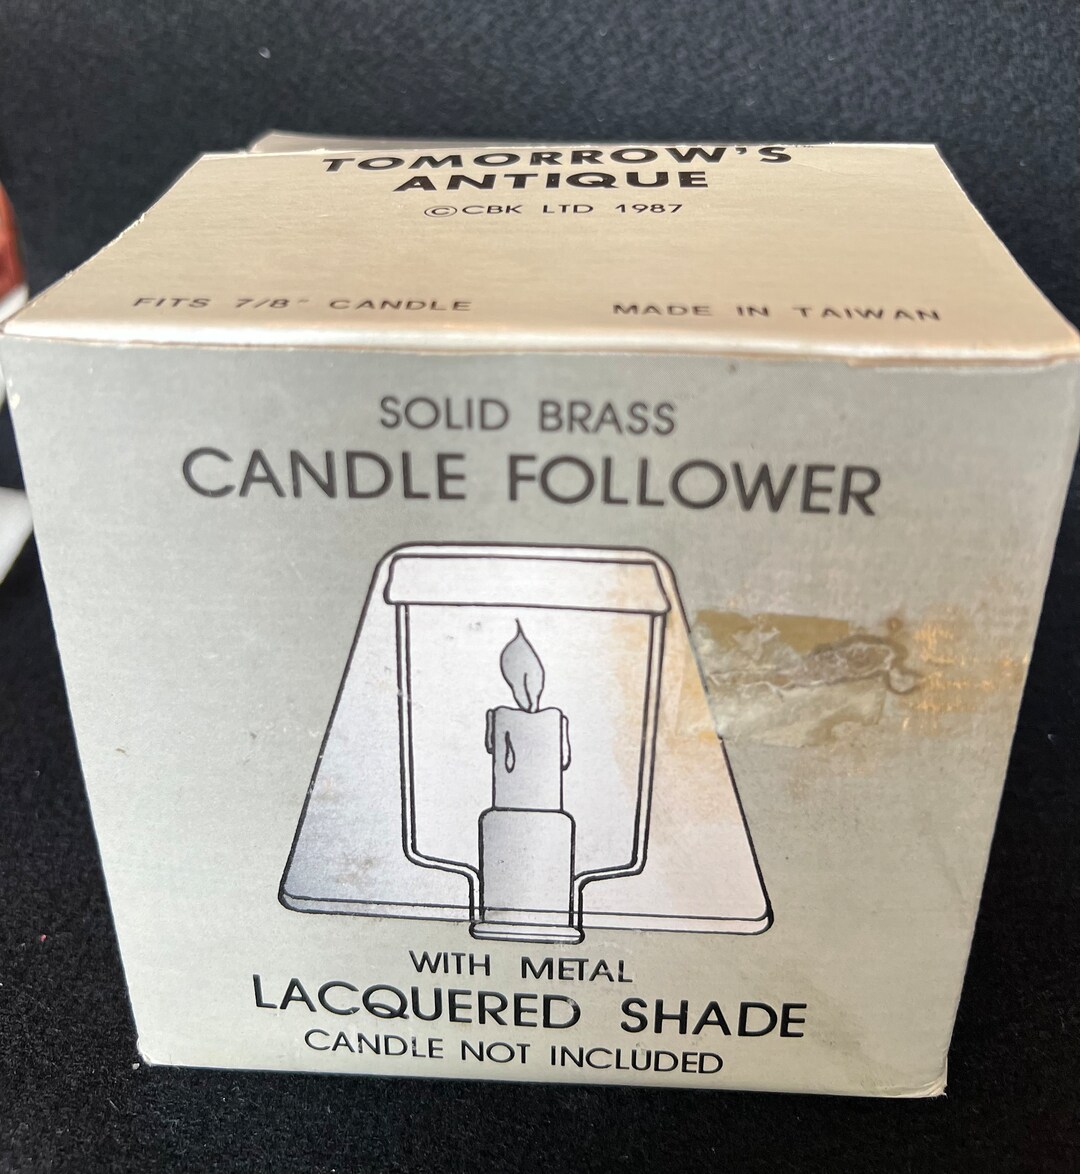 TOMORROW'S
ANTIQUE
©CBK LTD 1987
FITS 7/8" CANDLE MADE IN TAIWAN
SOLID BRASS
CANDLE FOLLOWER
WITH METAL
LACQUERED SHADE
CANDLE NOT INCLUDED